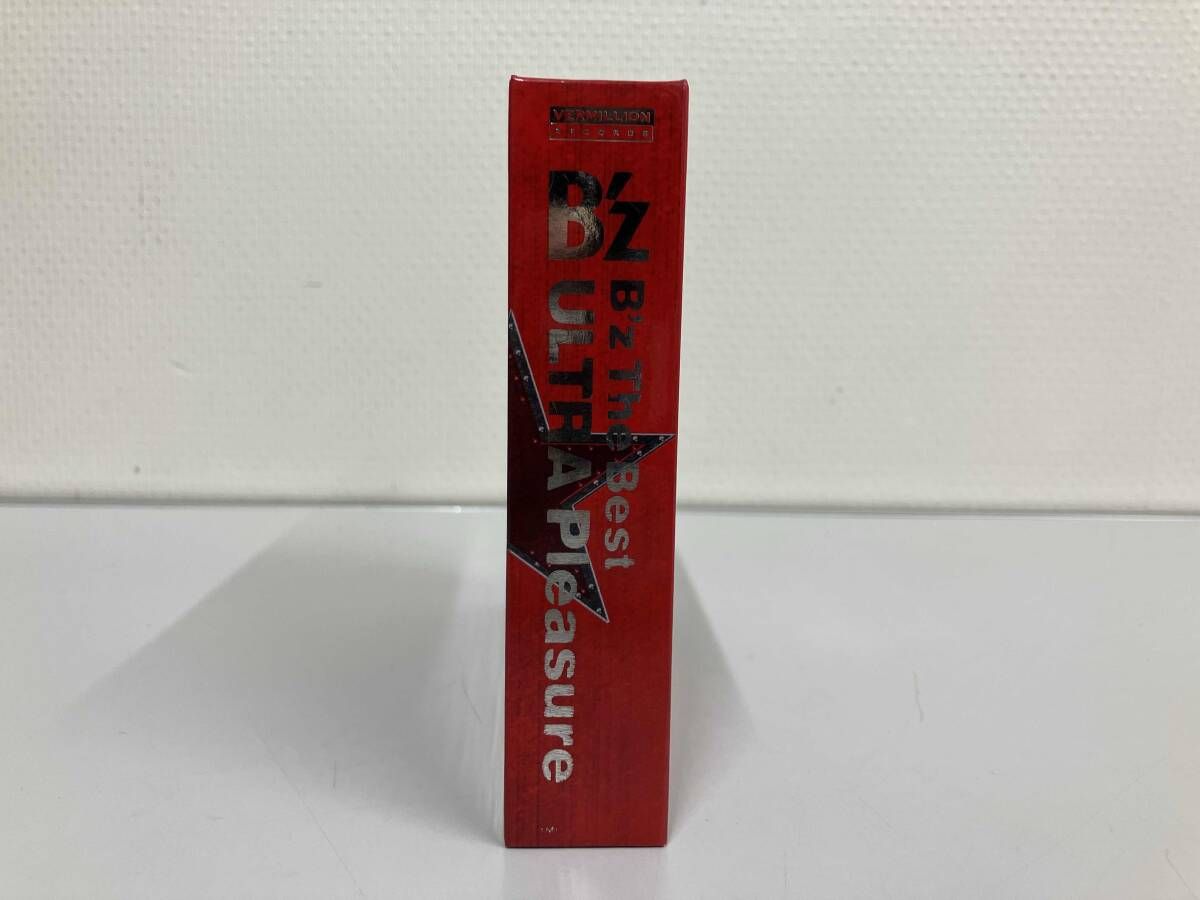 VERMILLION
RECORDS
B'z
B'z The Best
ULTRA Pleasure